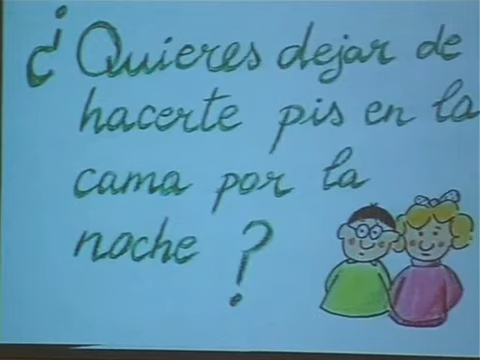 ¿Quieres dejar de
hacerte pis en la
cama por la
noche?